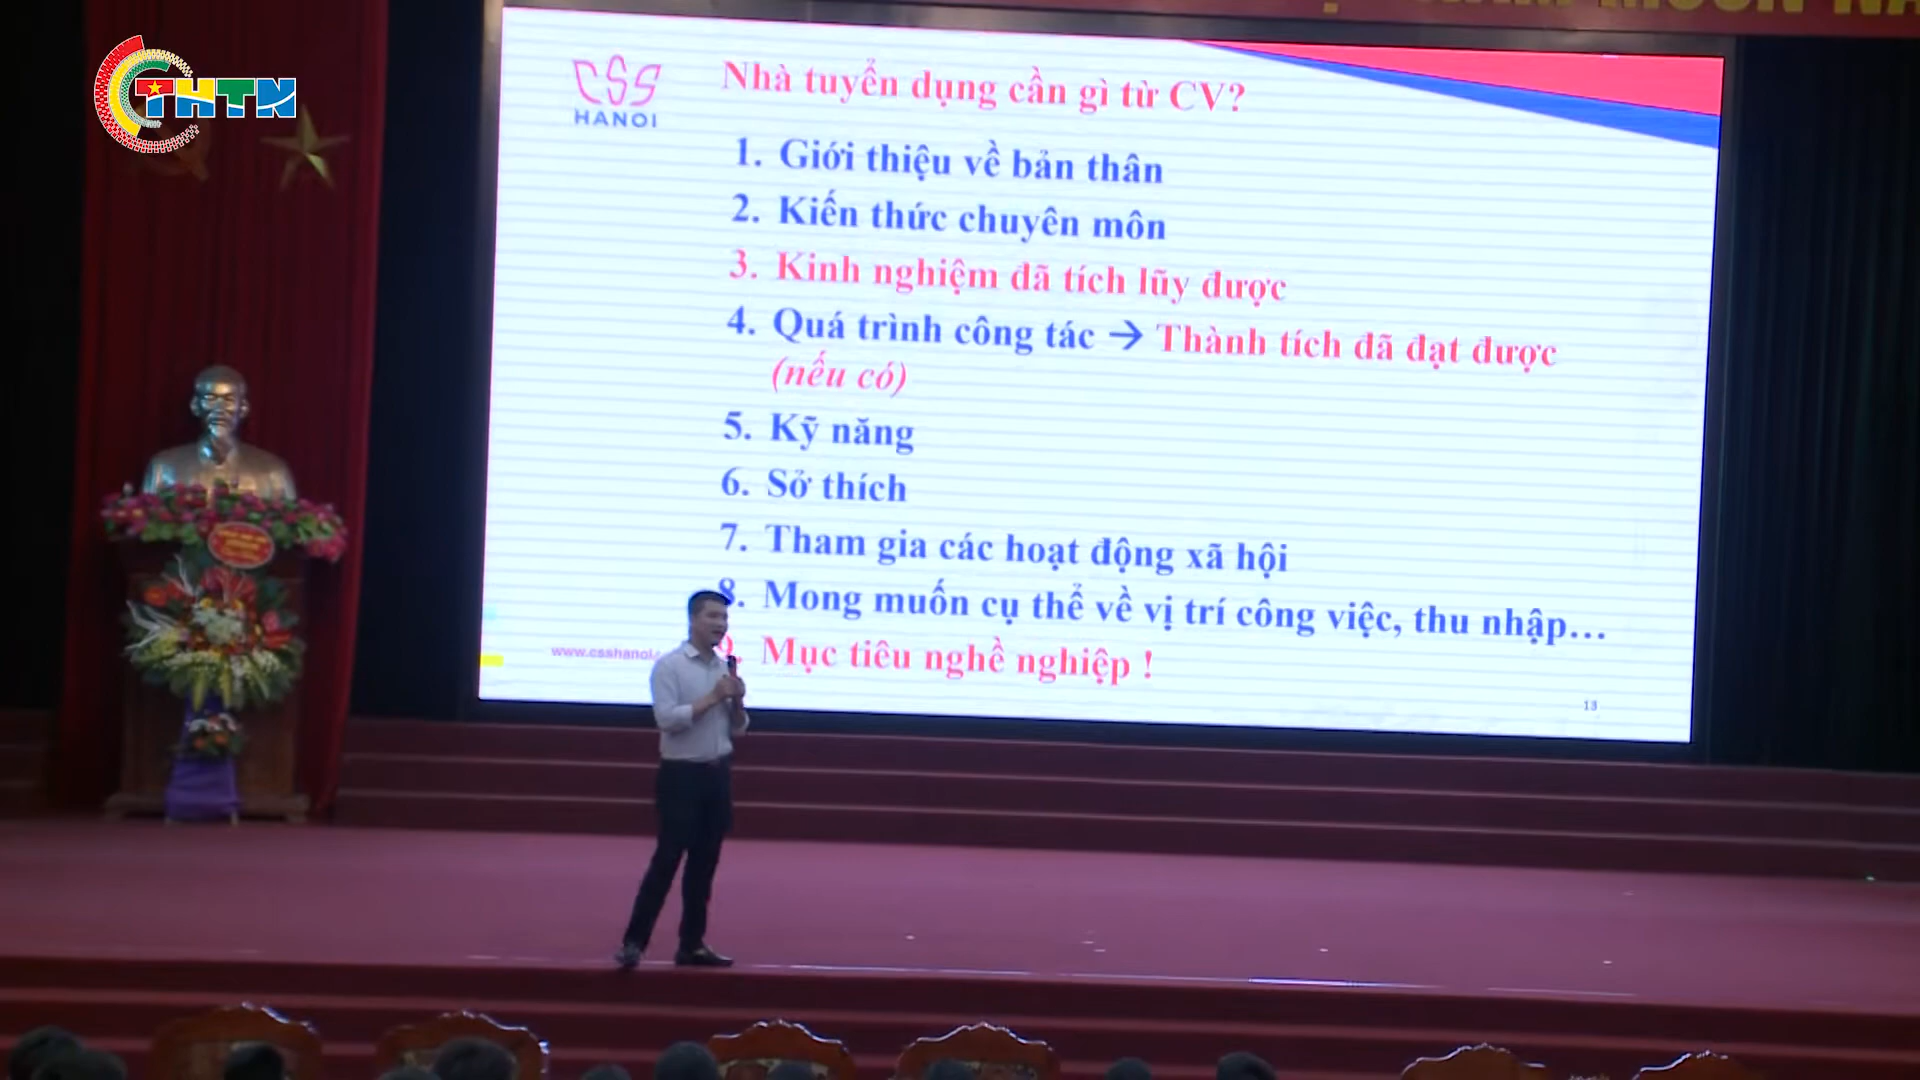 THTN
CSS
HANOI
Nhà tuyển dụng cần gì từ CV?
1. Giới thiệu về bản thân
2. Kiến thức chuyên môn
3. Kinh nghiệm đã tích lũy được
4. Quá trình công tác → Thành tích đã đạt được
(nếu có)
5. Kỹ năng
6. Sở thích
7. Tham gia các hoạt động xã hội
8. Mong muốn cụ thể về vị trí công việc, thu nhập...
9. Mục tiêu nghề nghiệp !
www.csshanoi.
13